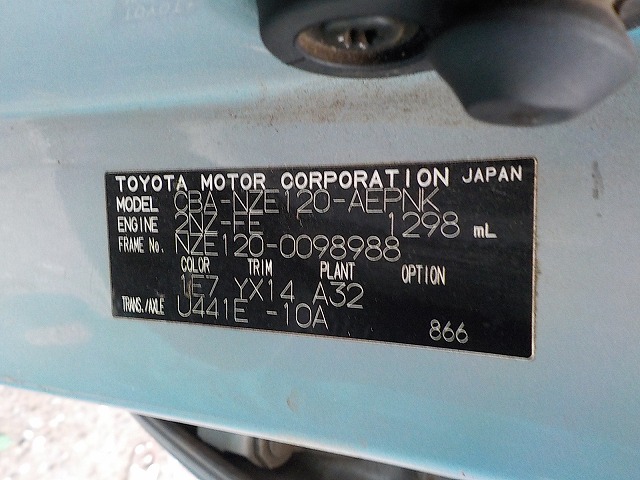 TOYOTA MOTOR CORPORATION JAPAN
MODEL CBA-NZE120-AEPNK
ENGINE 2NZ-FE 1298 mL
FRAME No. NZE120-0098988
COLOR TRIM PLANT OPTION
1E7 YX14 A32
TRANS./AXLE U441E -10A
866